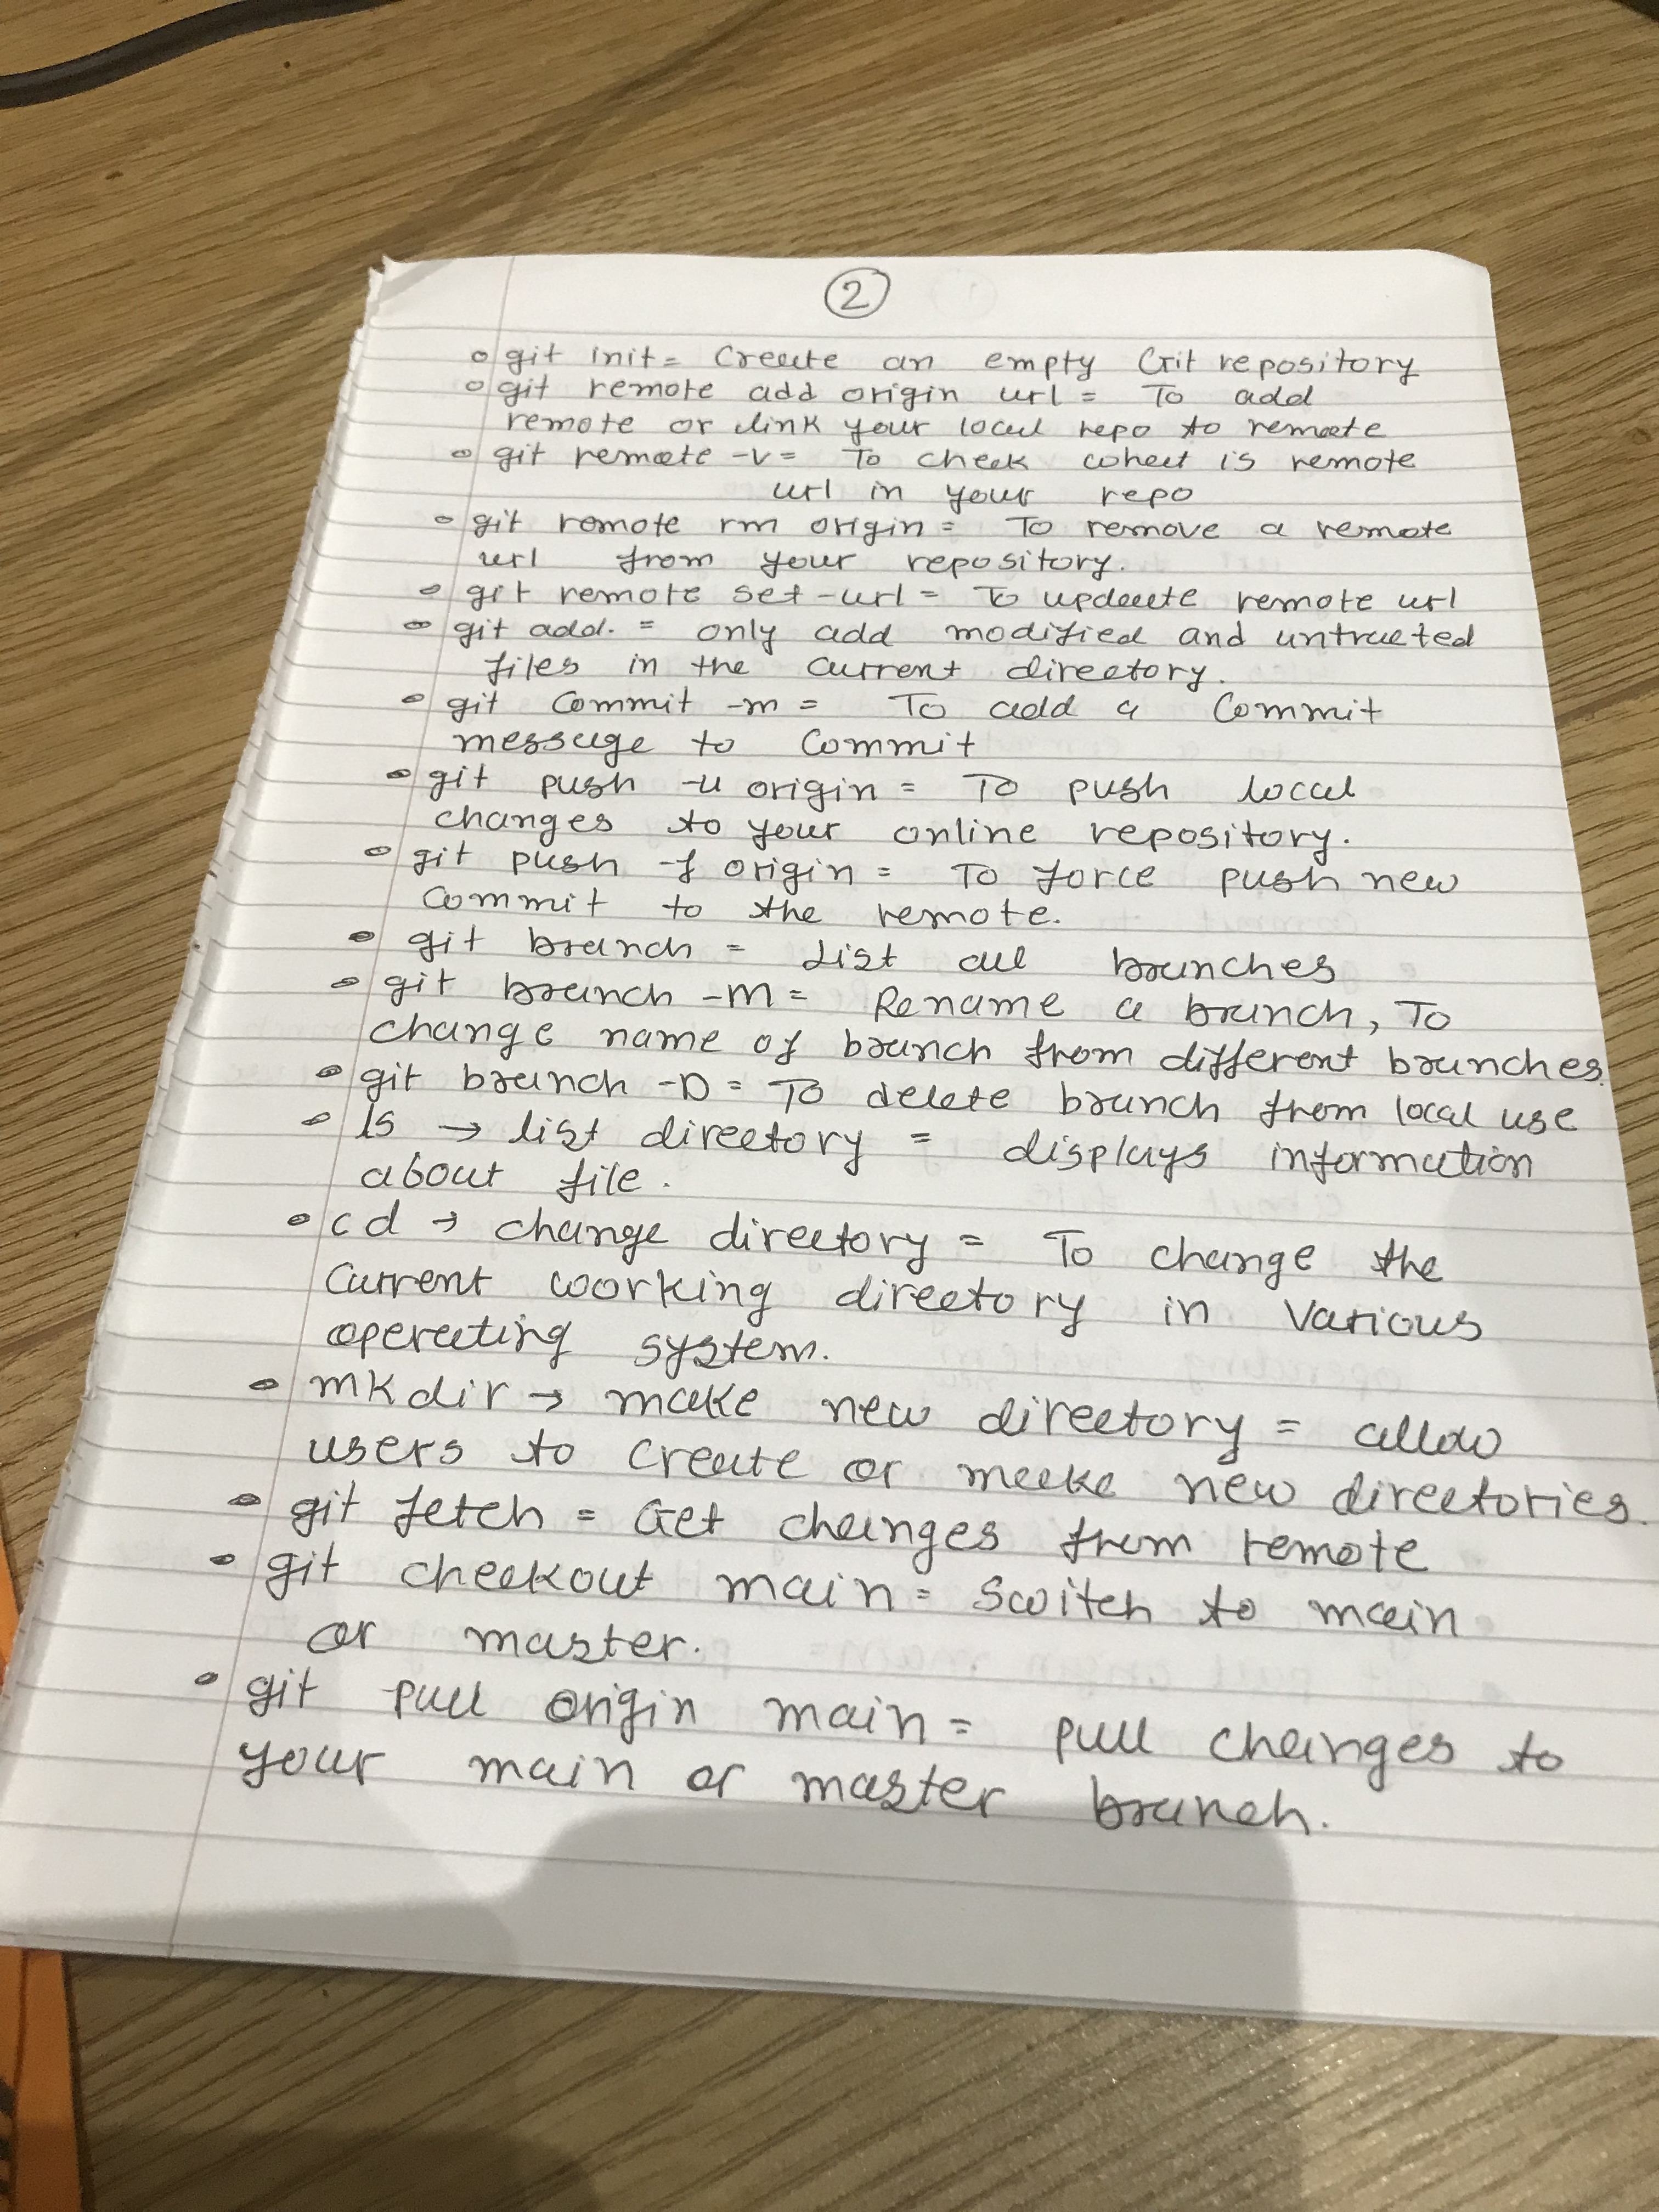 2
git init = Create an empty Git repository
git remote add origin url = To add
remote or link your local repo to remote
git remote -v = To check what is remote
url in your repo
git remote rm origin = To remove a remote
url from your repository.
git remote set-url = To update remote url
git add. = only add modified and untracted
files in the current directory.
git commit -m = To add a commit
message to commit
git push -u origin = To push local
changes to your online repository.
git push -f origin = To force push new
commit to the remote.
git branch = List all branches
git branch -M = Rename a branch, To
change name of branch from different branches.
git branch -D = To delete branch from local use
ls → list directory = displays information
about file.
cd → change directory = To change the
current working directory in various
operating system.
mkdir → make new directory = allow
users to create or make new directories.
git fetch = Get changes from remote
git checkout main = Switch to main
or master.
git pull origin main = pull changes to
your main or master branch.